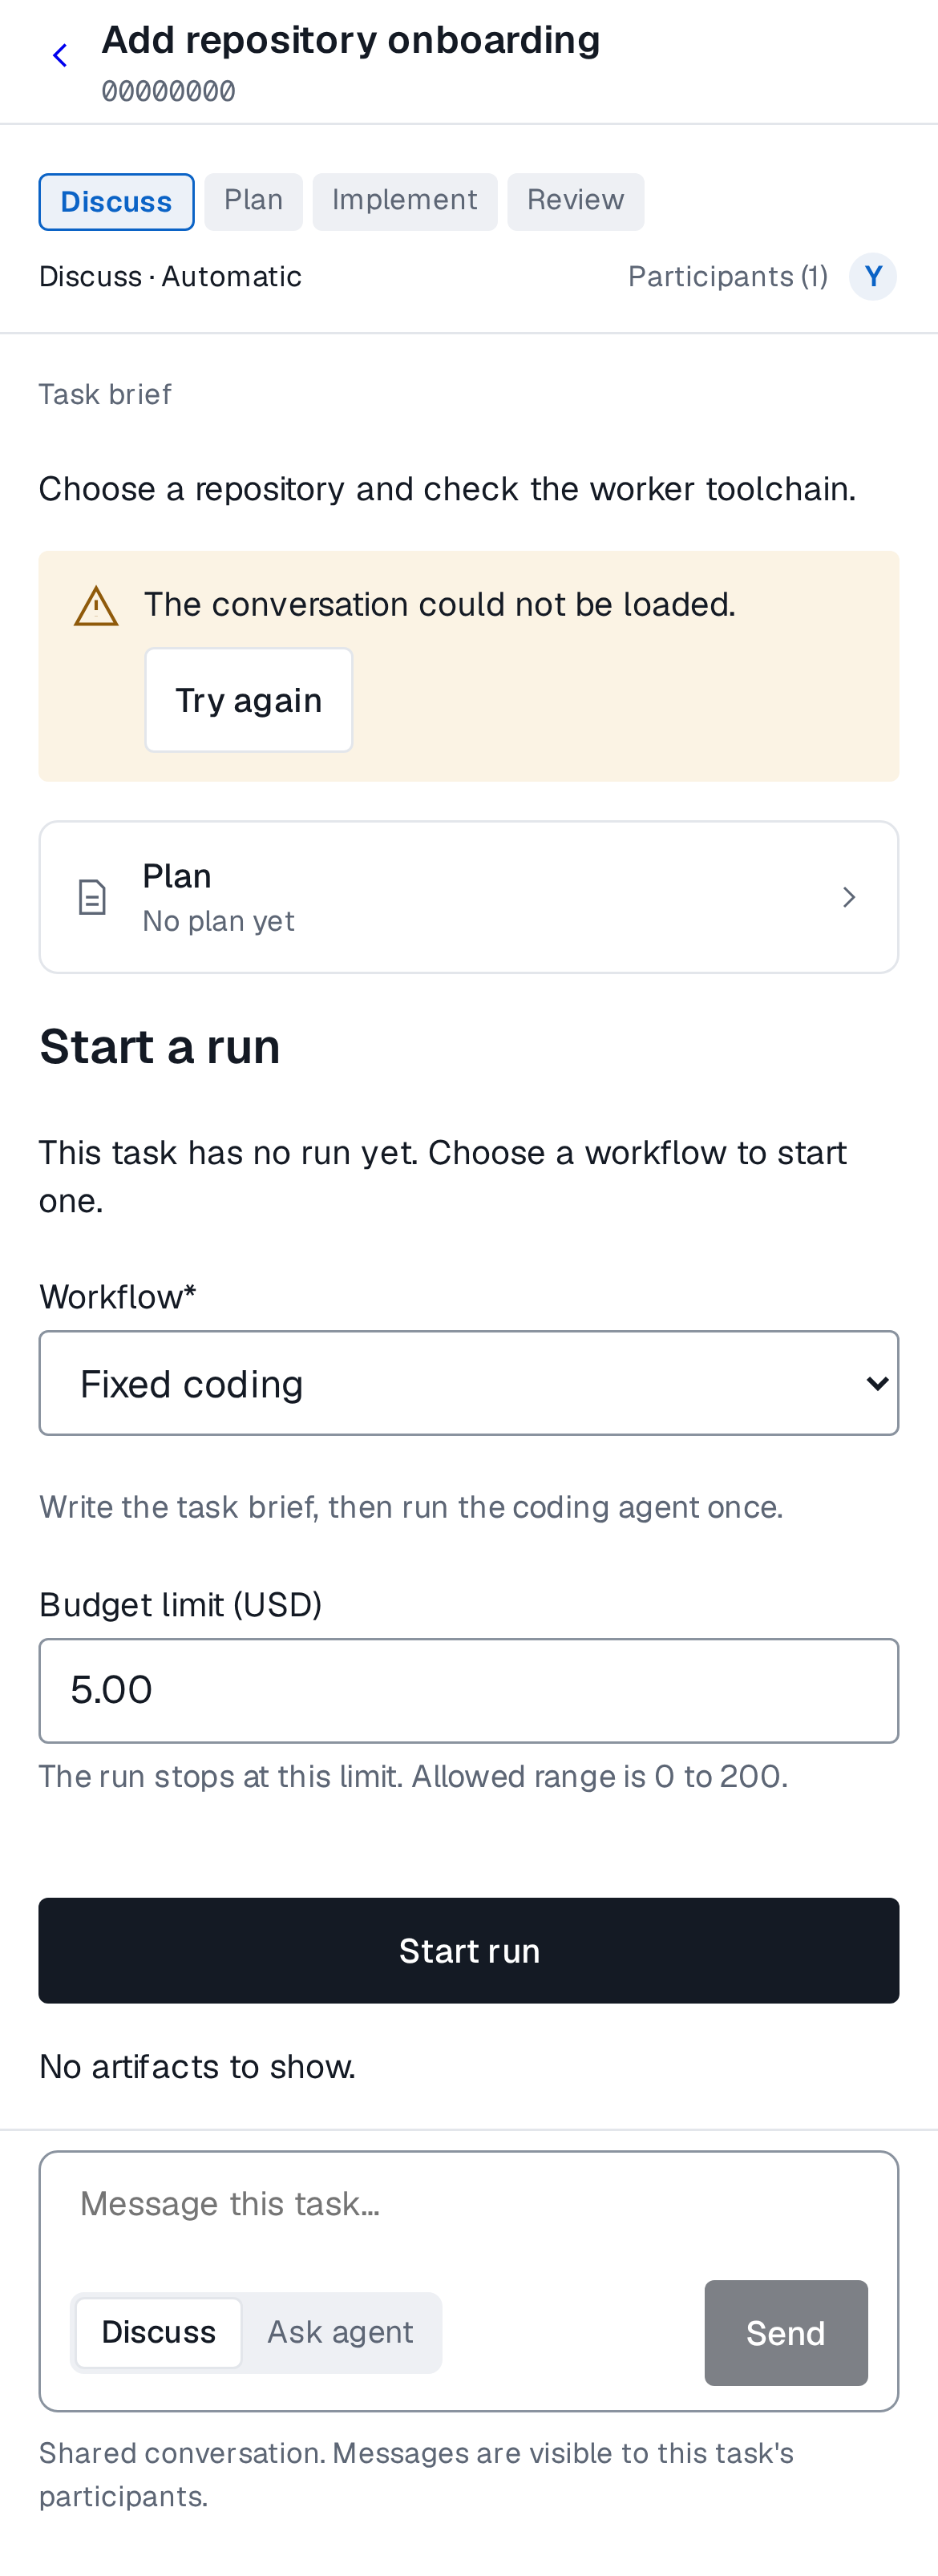 Add repository onboarding
00000000
Discuss
Plan
Implement
Review
Discuss · Automatic
Participants (1)
Y
Task brief
Choose a repository and check the worker toolchain.
The conversation could not be loaded.
Try again
Plan
No plan yet
Start a run
This task has no run yet. Choose a workflow to start
one.
Workflow*
Fixed coding
Write the task brief, then run the coding agent once.
Budget limit (USD)
5.00
The run stops at this limit. Allowed range is 0 to 200.
Start run
No artifacts to show.
Message this task…
Discuss
Ask agent
Send
Shared conversation. Messages are visible to this task's
participants.